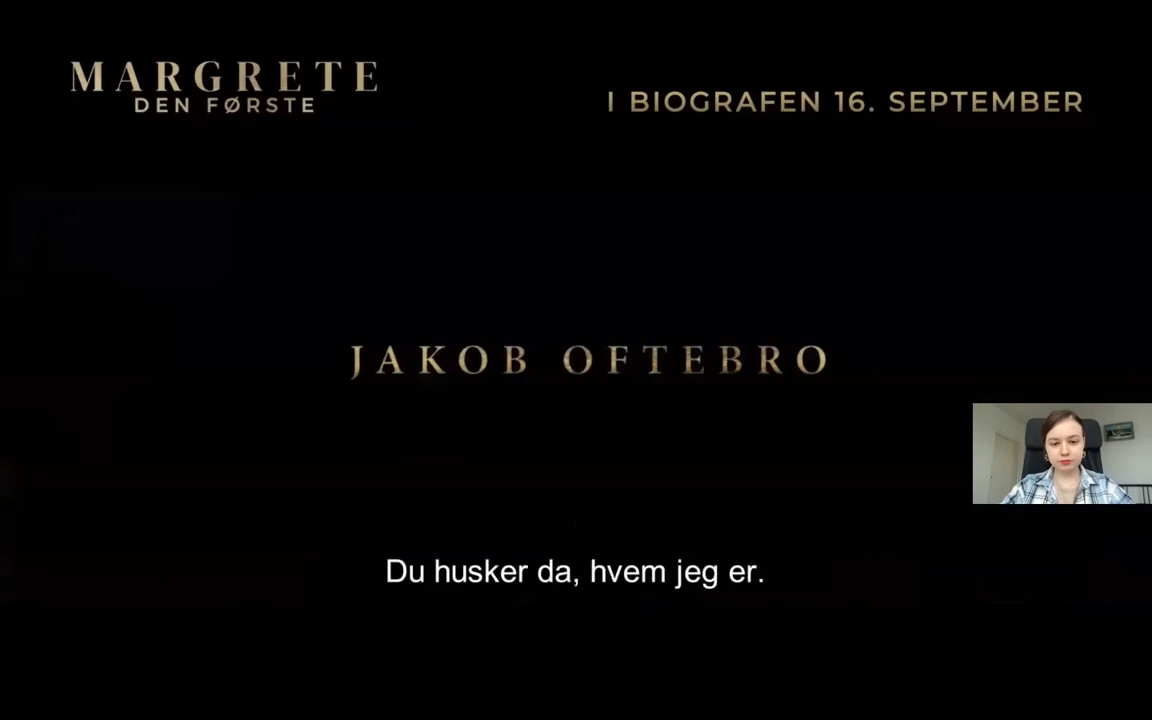 MARGRETE
DEN FØRSTE
I BIOGRAFEN 16. SEPTEMBER
JAKOB OFTEBRO
Du husker da, hvem jeg er.